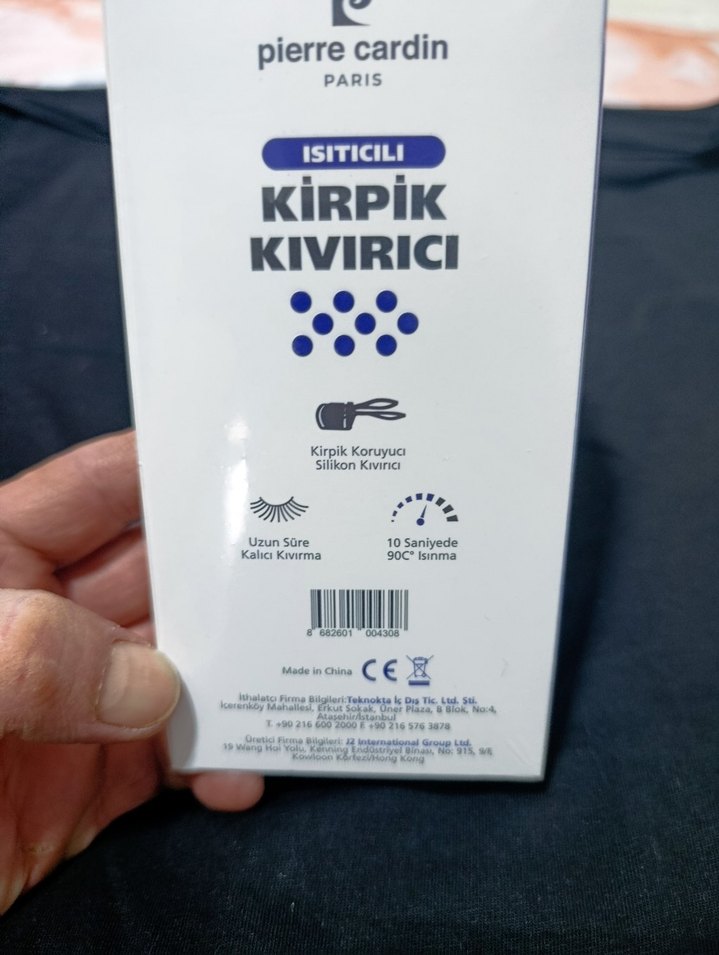 pierre cardin
PARIS
ISITICILI
KİRPİK
KIVIRICI
Kirpik Koruyucu
Silikon Kıvırıcı
Uzun Süre
Kalıcı Kıvırma
10 Saniyede
90C° Isınma
8 682601 004308
Made in China CE
İthalatçı Firma Bilgileri:Teknokta İç Dış Tic. Ltd. Şti.
İçerenköy Mahallesi, Erkut Sokak, Üner Plaza, B Blok, No:4,
Ataşehir/İstanbul
T. +90 216 600 2000 F. +90 216 576 3878
Üretici Firma Bilgileri: J2 International Group Ltd.
19 Wang Hoi Yolu, Kenning Endüstriyel Binası, No: 915, 9/F,
Kowloon Körfezi/Hong Kong